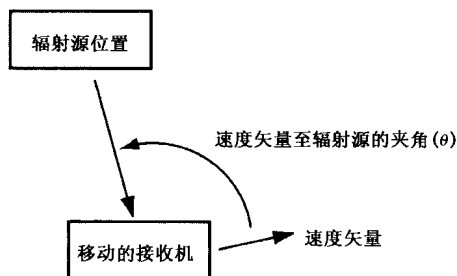 辐射源位置
速度矢量至辐射源的夹角(θ)
移动的接收机
速度矢量